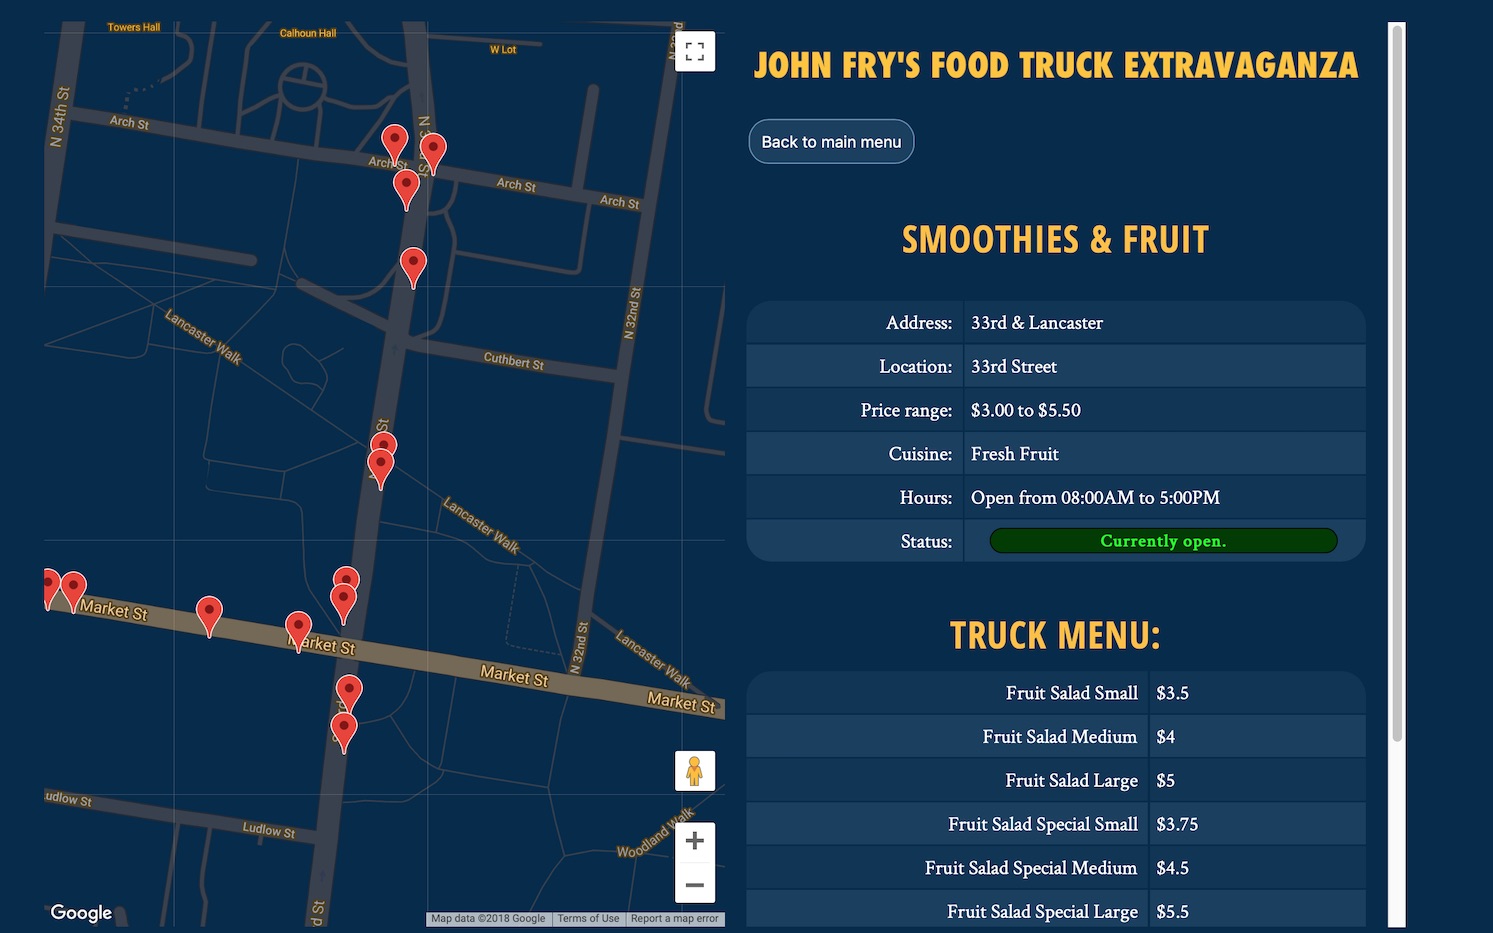 Towers Hall
Calhoun Hall
W Lot
N 34th St
Arch St
Arch St
Arch St
Arch St
N 32nd St
Lancaster Walk
Cuthbert St
St
Lancaster Walk
Market St
Market St
Market St
Market St
N 32nd St
Lancaster Walk
Ludlow St
Woodland Walk
d St
Google
Map data ©2018 Google
Terms of Use
Report a map error
JOHN FRY'S FOOD TRUCK EXTRAVAGANZA
Back to main menu
SMOOTHIES & FRUIT
Address: 33rd & Lancaster
Location: 33rd Street
Price range: $3.00 to $5.50
Cuisine: Fresh Fruit
Hours: Open from 08:00AM to 5:00PM
Status: Currently open.
TRUCK MENU:
Fruit Salad Small $3.5
Fruit Salad Medium $4
Fruit Salad Large $5
Fruit Salad Special Small $3.75
Fruit Salad Special Medium $4.5
Fruit Salad Special Large $5.5